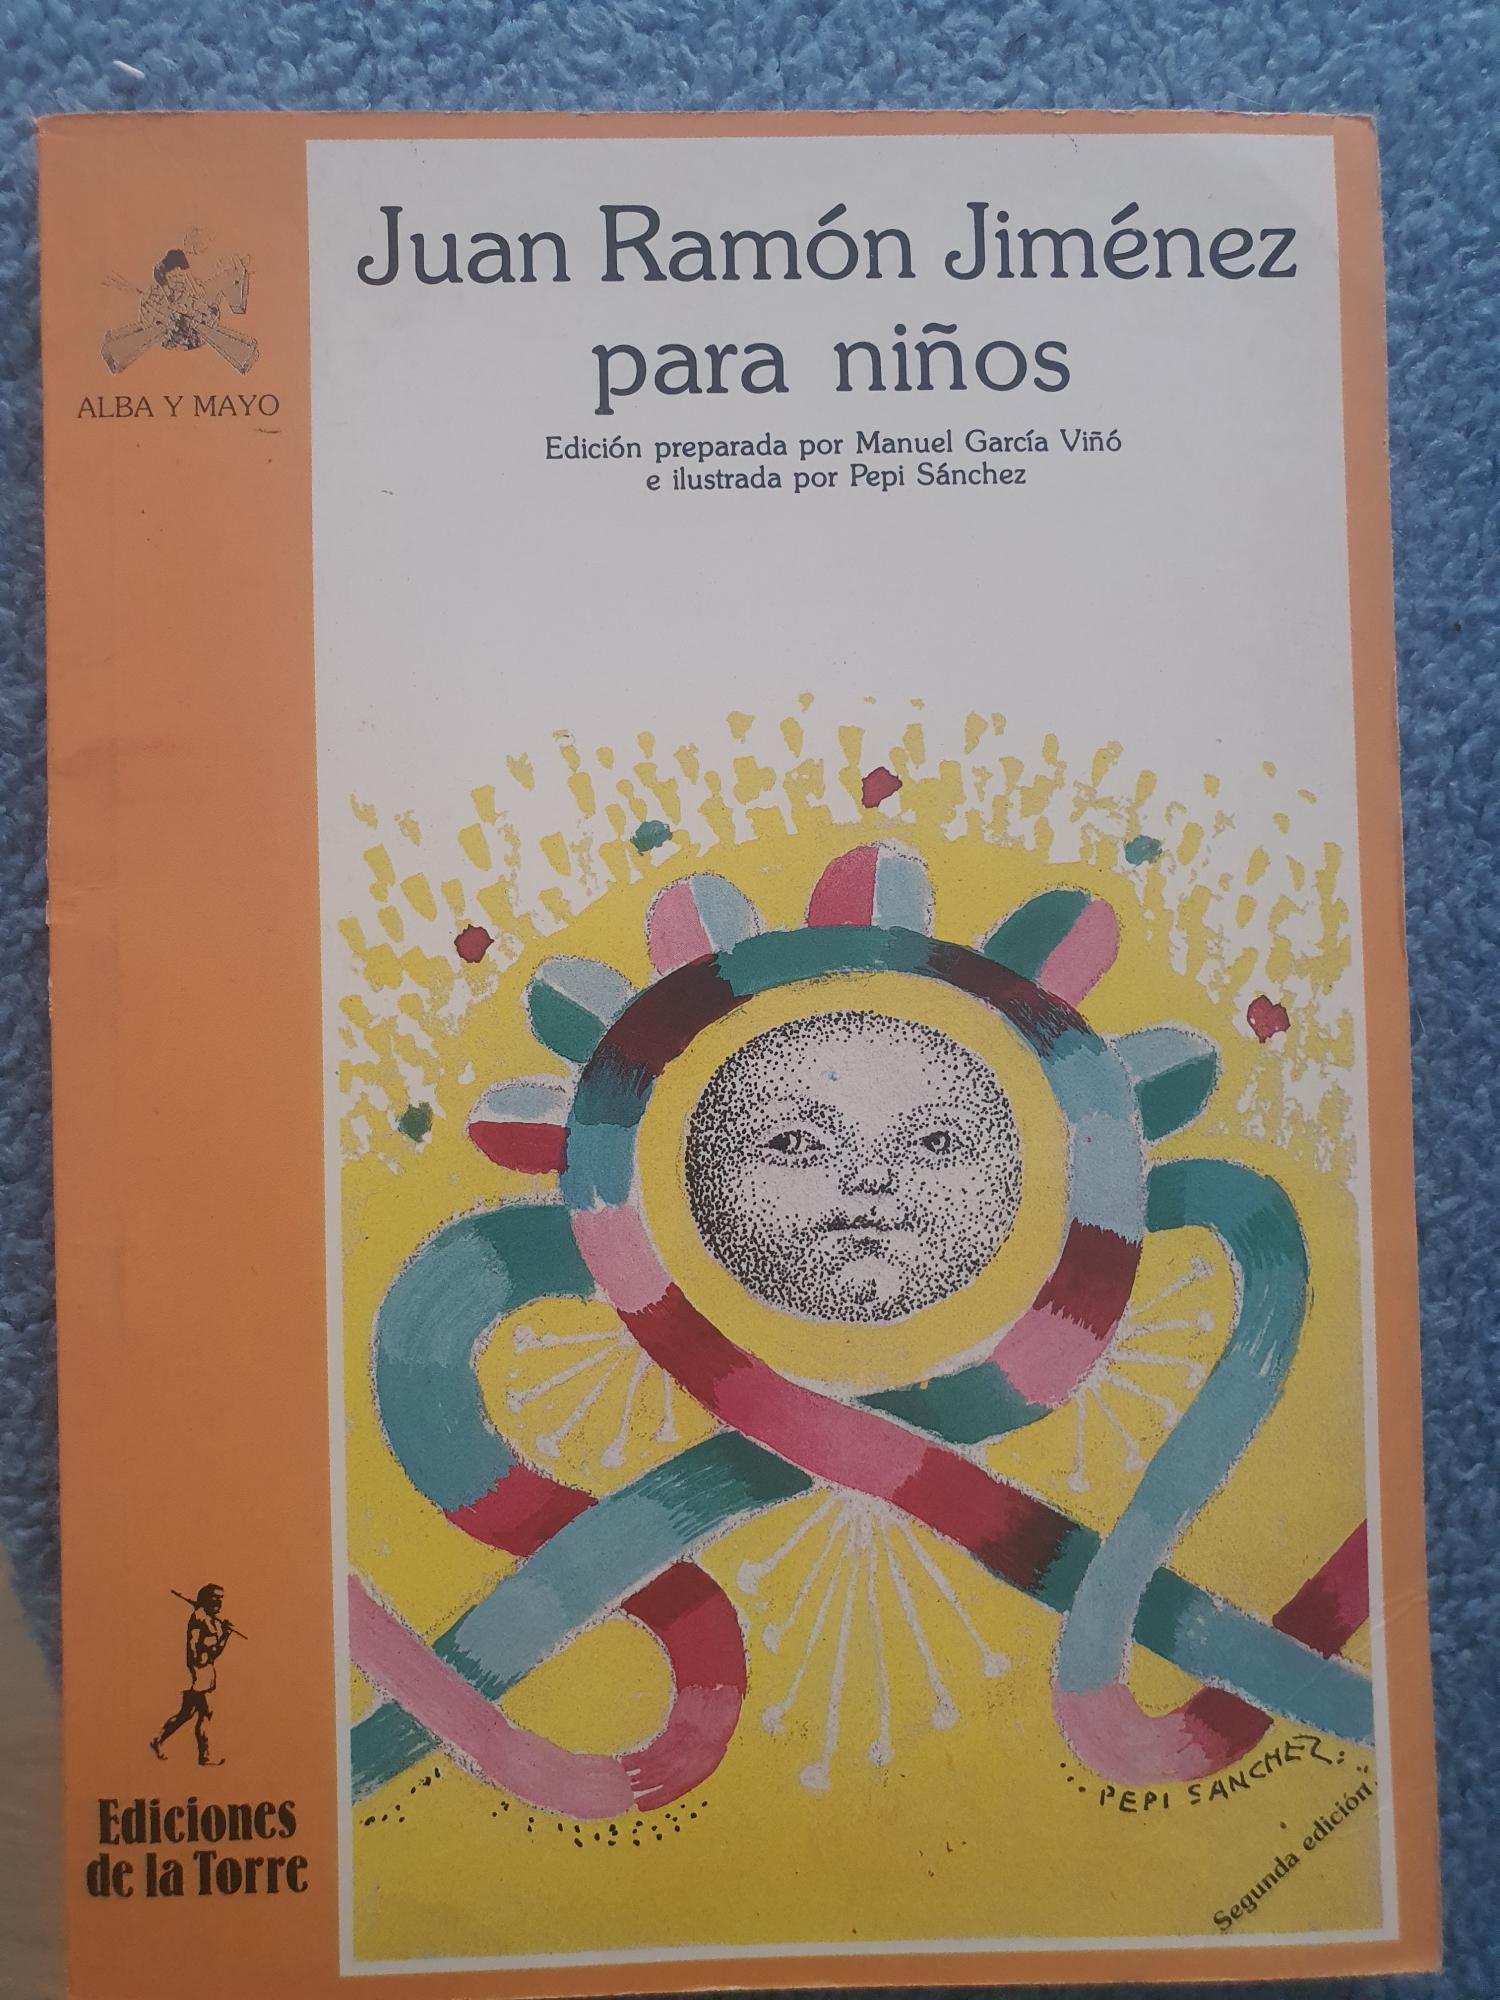 Juan Ramón Jiménez
para niños
Edición preparada por Manuel García Viñó
e ilustrada por Pepi Sánchez
ALBA Y MAYO
PEPI SANCHEZ
Segunda edición
Ediciones
de la Torre